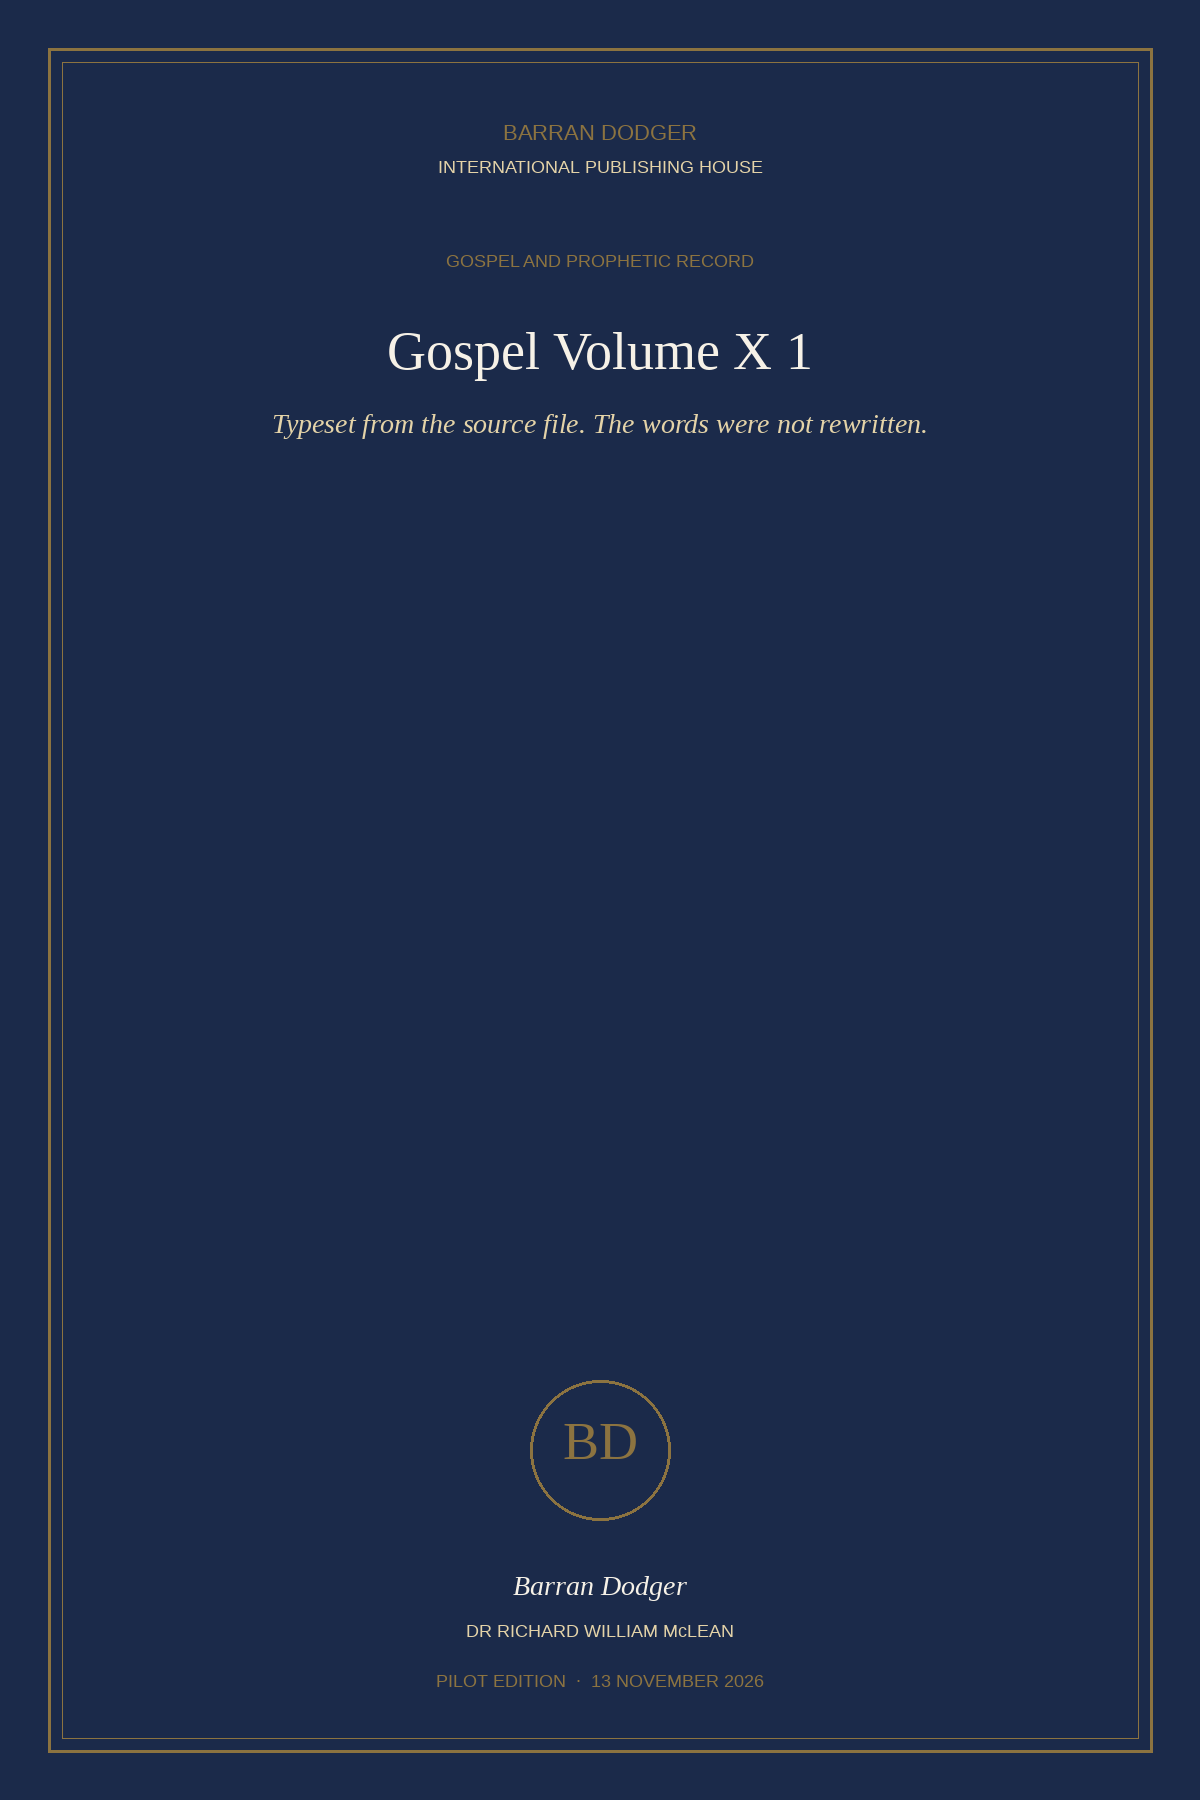 BARRAN DODGER
INTERNATIONAL PUBLISHING HOUSE
GOSPEL AND PROPHETIC RECORD
Gospel Volume X 1
Typeset from the source file. The words were not rewritten.
BD
Barran Dodger
DR RICHARD WILLIAM McLEAN
PILOT EDITION · 13 NOVEMBER 2026